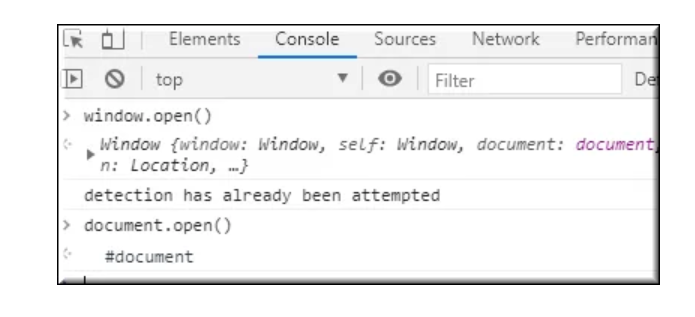 Elements Console Sources Network Performan
top ▼ Filter De
> window.open()
Window {window: Window, self: Window, document: document,
n: Location, …}
detection has already been attempted
> document.open()
#document